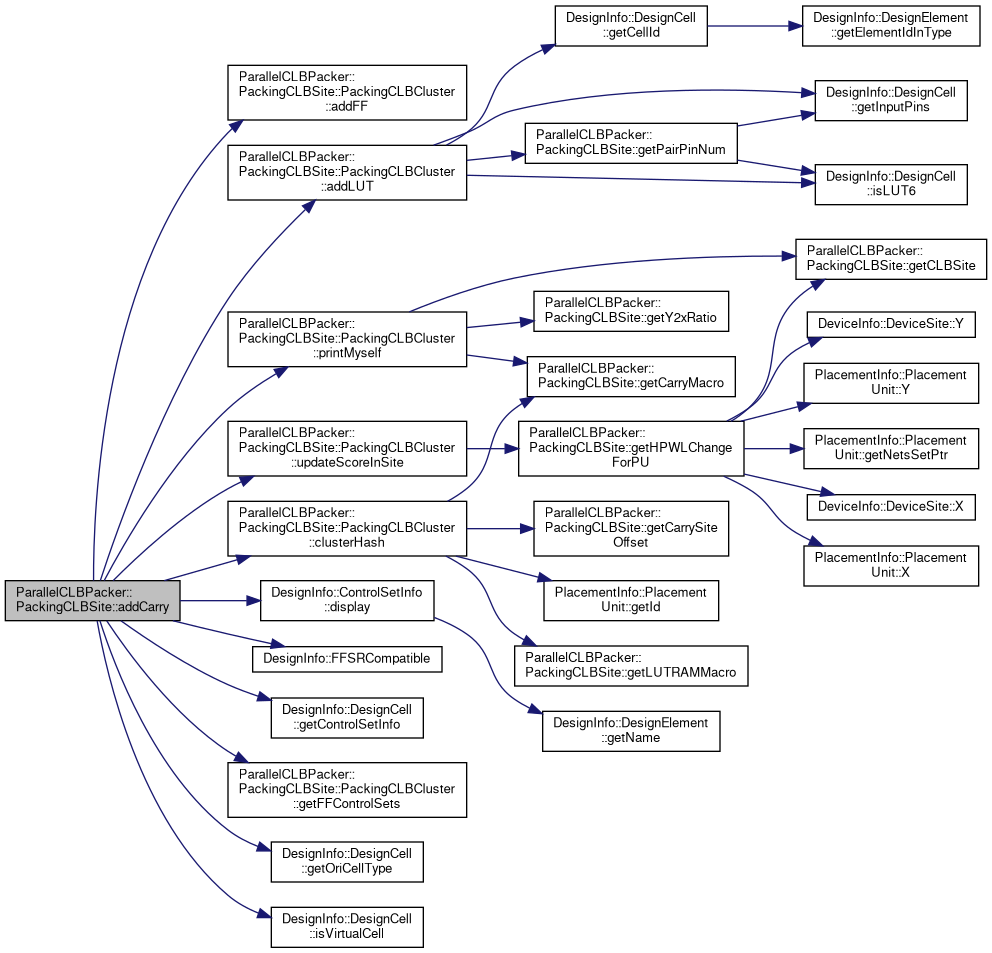 DesignInfo::DesignCell
::getCellId
DesignInfo::DesignElement
::getElementIdInType
ParallelCLBPacker::
PackingCLBSite::PackingCLBCluster
::addFF
DesignInfo::DesignCell
::getInputPins
ParallelCLBPacker::
PackingCLBSite::getPairPinNum
ParallelCLBPacker::
PackingCLBSite::PackingCLBCluster
::addLUT
DesignInfo::DesignCell
::isLUT6
ParallelCLBPacker::
PackingCLBSite::getCLBSite
ParallelCLBPacker::
PackingCLBSite::getY2xRatio
ParallelCLBPacker::
PackingCLBSite::PackingCLBCluster
::printMyself
DeviceInfo::DeviceSite::Y
ParallelCLBPacker::
PackingCLBSite::getCarryMacro
PlacementInfo::Placement
Unit::Y
ParallelCLBPacker::
PackingCLBSite::PackingCLBCluster
::updateScoreInSite
ParallelCLBPacker::
PackingCLBSite::getHPWLChange
ForPU
PlacementInfo::Placement
Unit::getNetsSetPtr
DeviceInfo::DeviceSite::X
ParallelCLBPacker::
PackingCLBSite::PackingCLBCluster
::clusterHash
ParallelCLBPacker::
PackingCLBSite::getCarrySite
Offset
PlacementInfo::Placement
Unit::X
ParallelCLBPacker::
PackingCLBSite::addCarry
DesignInfo::ControlSetInfo
::display
PlacementInfo::Placement
Unit::getId
DesignInfo::FFSRCompatible
ParallelCLBPacker::
PackingCLBSite::getLUTRAMMacro
DesignInfo::DesignCell
::getControlSetInfo
DesignInfo::DesignElement
::getName
ParallelCLBPacker::
PackingCLBSite::PackingCLBCluster
::getFFControlSets
DesignInfo::DesignCell
::getOriCellType
DesignInfo::DesignCell
::isVirtualCell